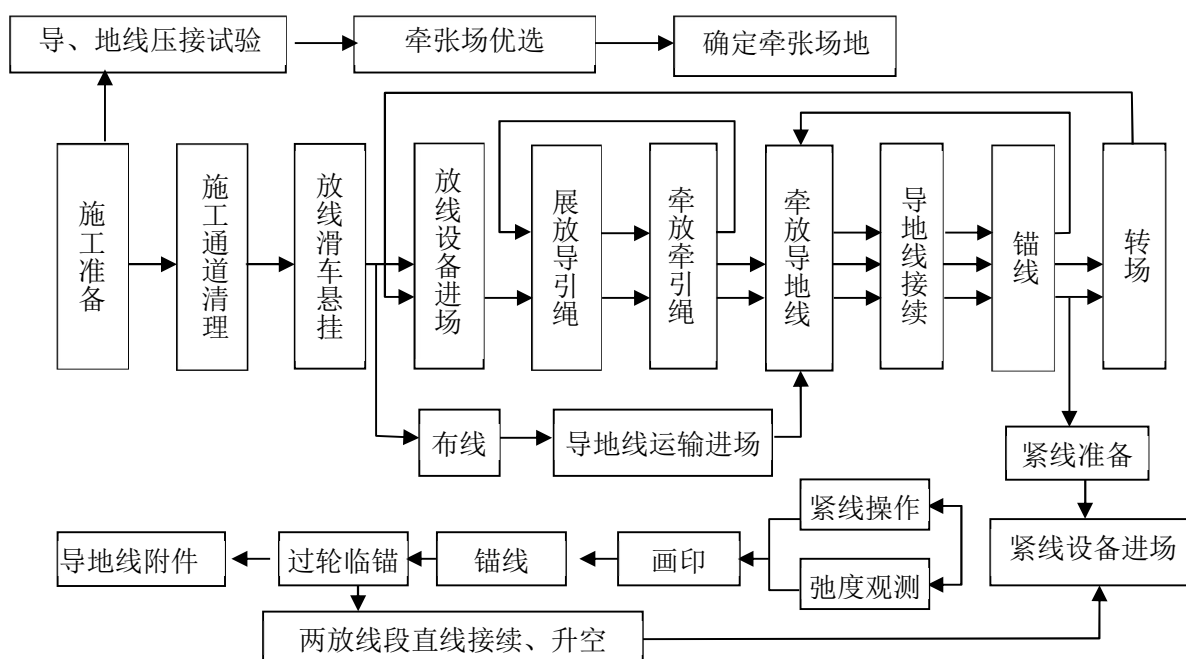 导、地线压接试验
牵张场优选
确定牵张场地
施工准备
施工通道清理
放线滑车悬挂
放线设备进场
展放导引绳
牵放牵引绳
牵放导地线
导地线接续
锚线
转场
布线
导地线运输进场
紧线准备
紧线操作
紧线设备进场
导地线附件
过轮临锚
锚线
画印
弛度观测
两放线段直线接续、升空